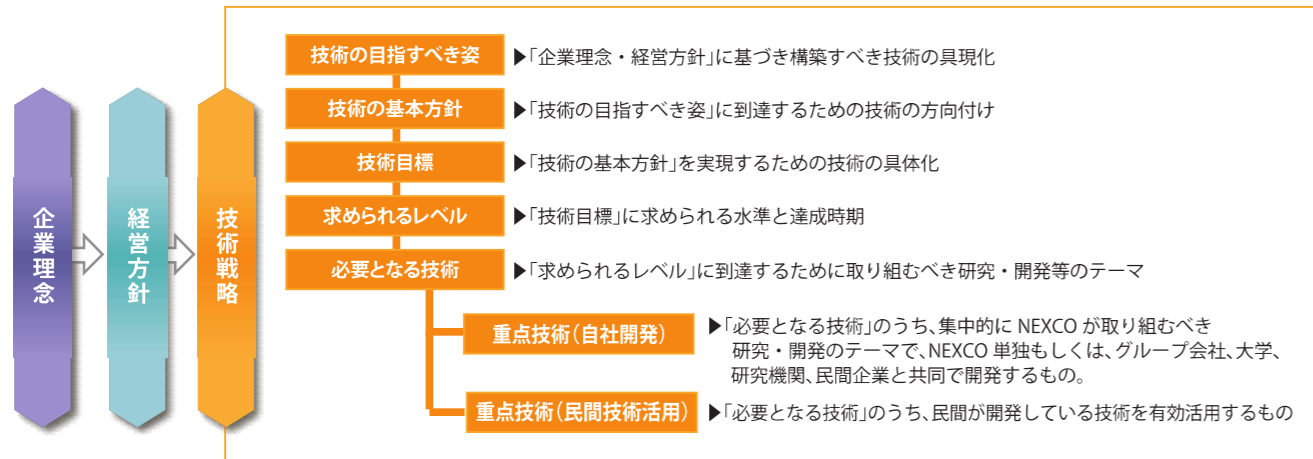 企業理念
経営方針
技術戦略
技術の目指すべき姿
▶「企業理念・経営方針」に基づき構築すべき技術の具現化
技術の基本方針
▶「技術の目指すべき姿」に到達するための技術の方向付け
技術目標
▶「技術の基本方針」を実現するための技術の具体化
求められるレベル
▶「技術目標」に求められる水準と達成時期
必要となる技術
▶「求められるレベル」に到達するために取り組むべき研究・開発等のテーマ
重点技術(自社開発)
▶「必要となる技術」のうち、集中的に NEXCO が取り組むべき
研究・開発のテーマで、NEXCO 単独もしくは、グループ会社、大学、
研究機関、民間企業と共同で開発するもの。
重点技術(民間技術活用)
▶「必要となる技術」のうち、民間が開発している技術を有効活用するもの